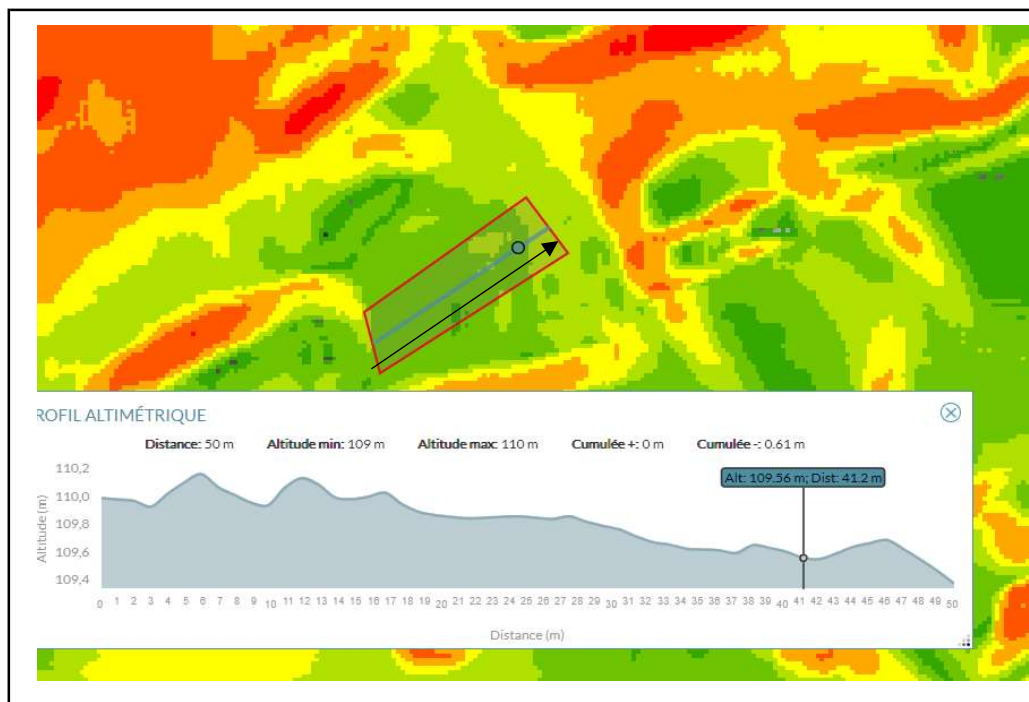 ROFIL ALTIMÉTRIQUE
Distance: 50 m Altitude min: 109 m Altitude max: 110 m Cumulée +: 0 m Cumulée -: 0.61 m
Alt: 109.56 m; Dist: 41.2 m
Altitude (m)
110,2
110,0
109,8
109,6
109,4
0 1 2 3 4 5 6 7 8 9 10 11 12 13 14 15 16 17 18 19 20 21 22 23 24 25 26 27 28 29 30 31 32 33 34 35 36 37 38 39 40 41 42 43 44 45 46 47 48 49 50
Distance (m)